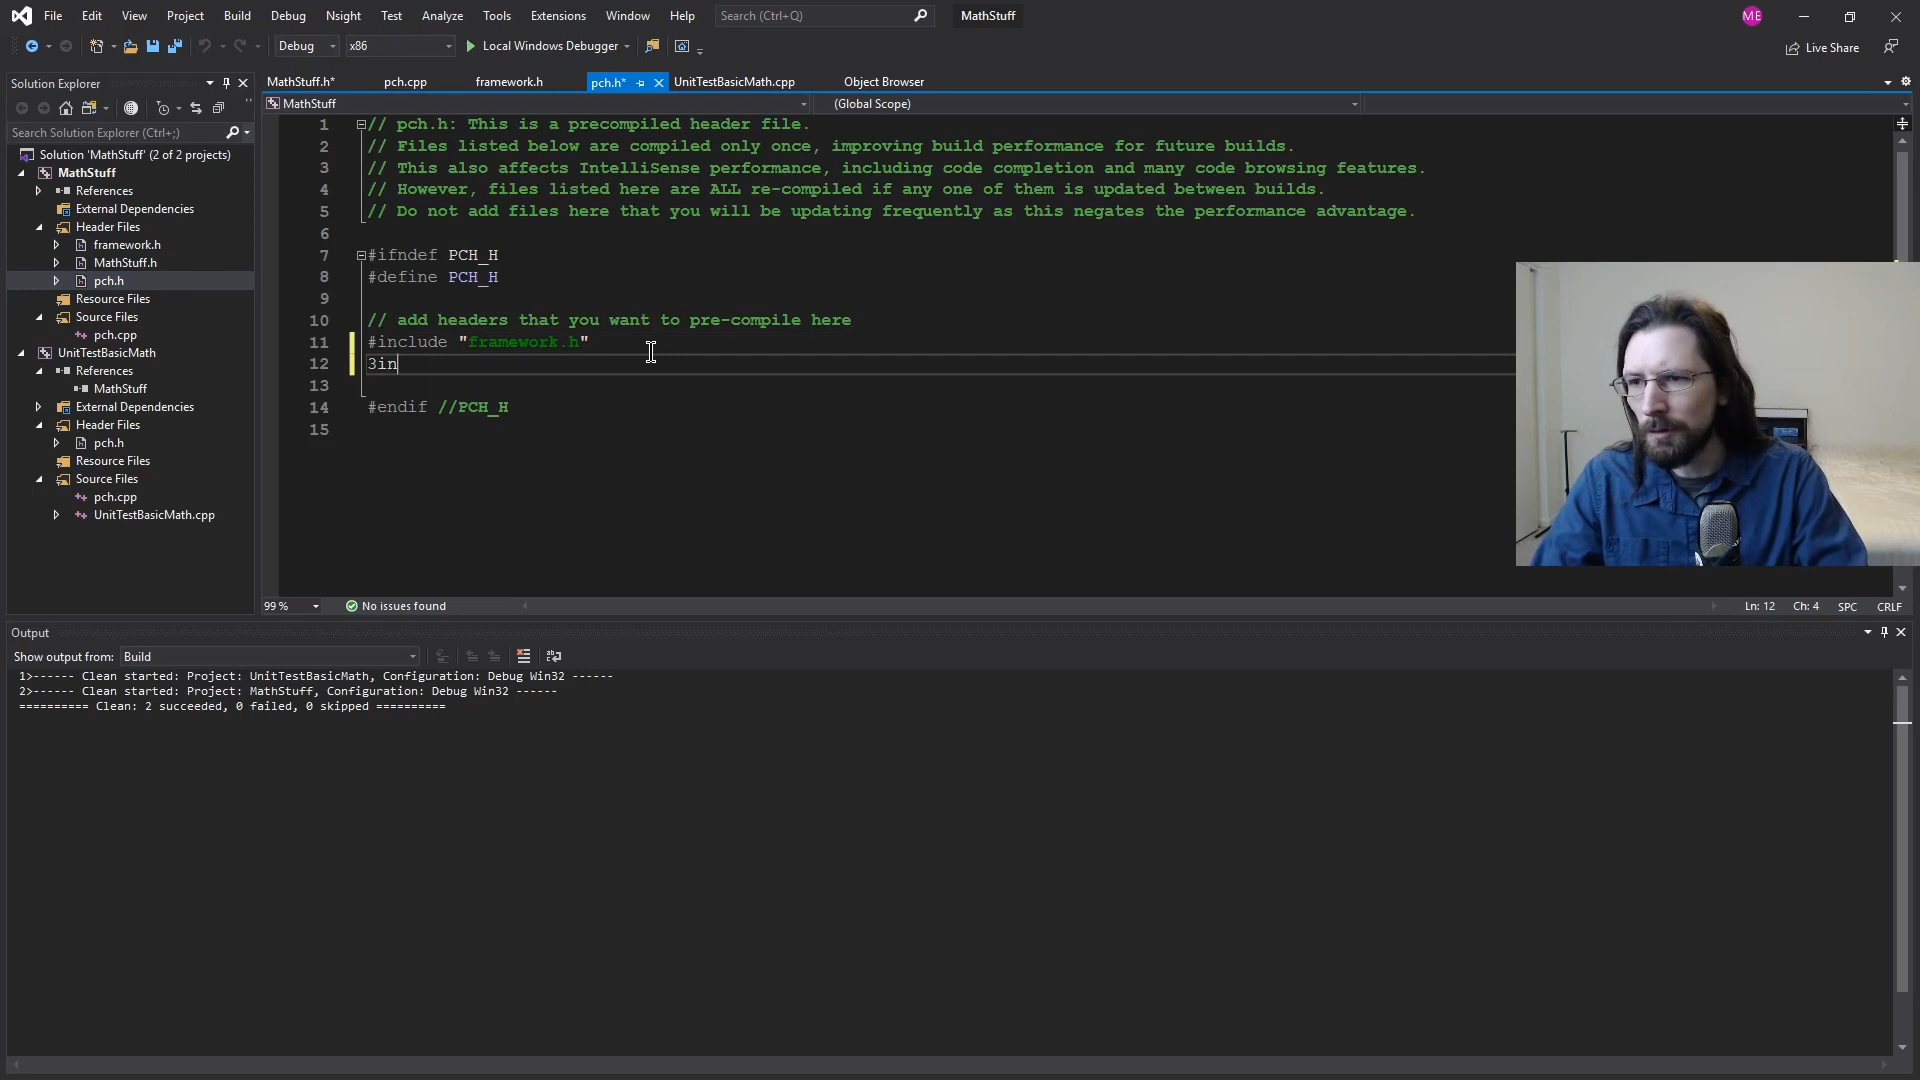 File Edit View Project Build Debug Nsight Test Analyze Tools Extensions Window Help Search (Ctrl+Q) MathStuff ME
Debug x86 Local Windows Debugger Live Share
Solution Explorer
Search Solution Explorer (Ctrl+;)
Solution 'MathStuff' (2 of 2 projects)
MathStuff
References
External Dependencies
Header Files
framework.h
MathStuff.h
pch.h
Resource Files
Source Files
pch.cpp
UnitTestBasicMath
References
MathStuff
External Dependencies
Header Files
pch.h
Resource Files
Source Files
pch.cpp
UnitTestBasicMath.cpp
MathStuff.h* pch.cpp framework.h pch.h* UnitTestBasicMath.cpp Object Browser
MathStuff (Global Scope)
1 // pch.h: This is a precompiled header file.
2 // Files listed below are compiled only once, improving build performance for future builds.
3 // This also affects IntelliSense performance, including code completion and many code browsing features.
4 // However, files listed here are ALL re-compiled if any one of them is updated between builds.
5 // Do not add files here that you will be updating frequently as this negates the performance advantage.
6
7 #ifndef PCH_H
8 #define PCH_H
9
10 // add headers that you want to pre-compile here
11 #include "framework.h"
12 3in
13
14 #endif //PCH_H
15
99 % No issues found Ln: 12 Ch: 4 SPC CRLF
Output
Show output from: Build
1>------ Clean started: Project: UnitTestBasicMath, Configuration: Debug Win32 ------
2>------ Clean started: Project: MathStuff, Configuration: Debug Win32 ------
========== Clean: 2 succeeded, 0 failed, 0 skipped ==========